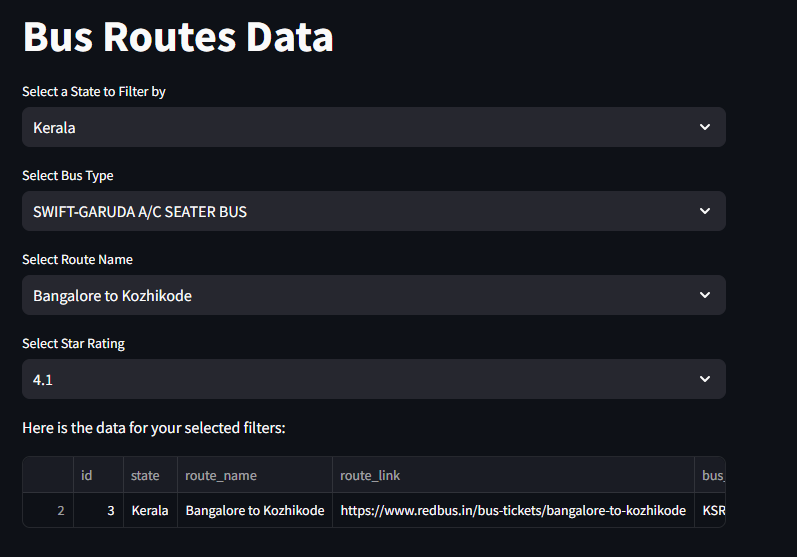 Bus Routes Data
Select a State to Filter by
Kerala
Select Bus Type
SWIFT-GARUDA A/C SEATER BUS
Select Route Name
Bangalore to Kozhikode
Select Star Rating
4.1
Here is the data for your selected filters:
id state route_name route_link bus_
2 3 Kerala Bangalore to Kozhikode https://www.redbus.in/bus-tickets/bangalore-to-kozhikode KSR